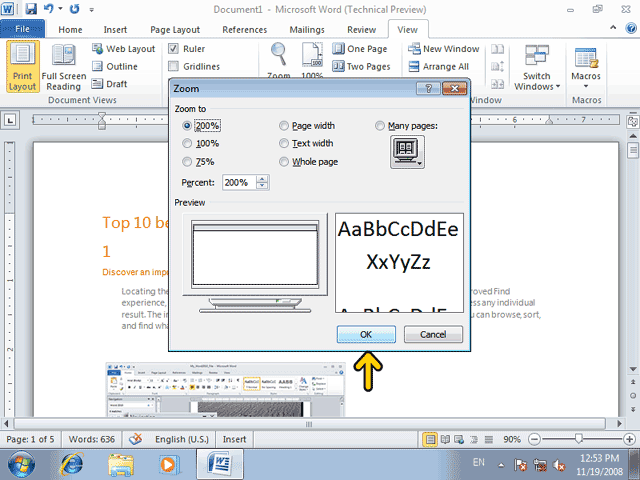 Document1 - Microsoft Word (Technical Preview)
File Home Insert Page Layout References Mailings Review View
Print Layout
Full Screen Reading
Web Layout
Outline
Draft
Document Views
Ruler
Gridlines
Zoom
100%
One Page
Two Pages
New Window
Arrange All
Switch Windows
Window
Macros
Macros
Zoom
Zoom to
200% Page width Many pages:
100% Text width
75% Whole page
Percent: 200%
Preview
AaBbCcDdEe
XxYyZz
AaBbCcDdEe
OK Cancel
6 7
Top 10 be
1
Discover an impr
Locating the
experience,
result. The im
and find wha
roved Find
ess any individual
u can browse, sort,
Page: 1 of 5 Words: 636 English (U.S.) Insert 90%
EN 12:53 PM
11/19/2008